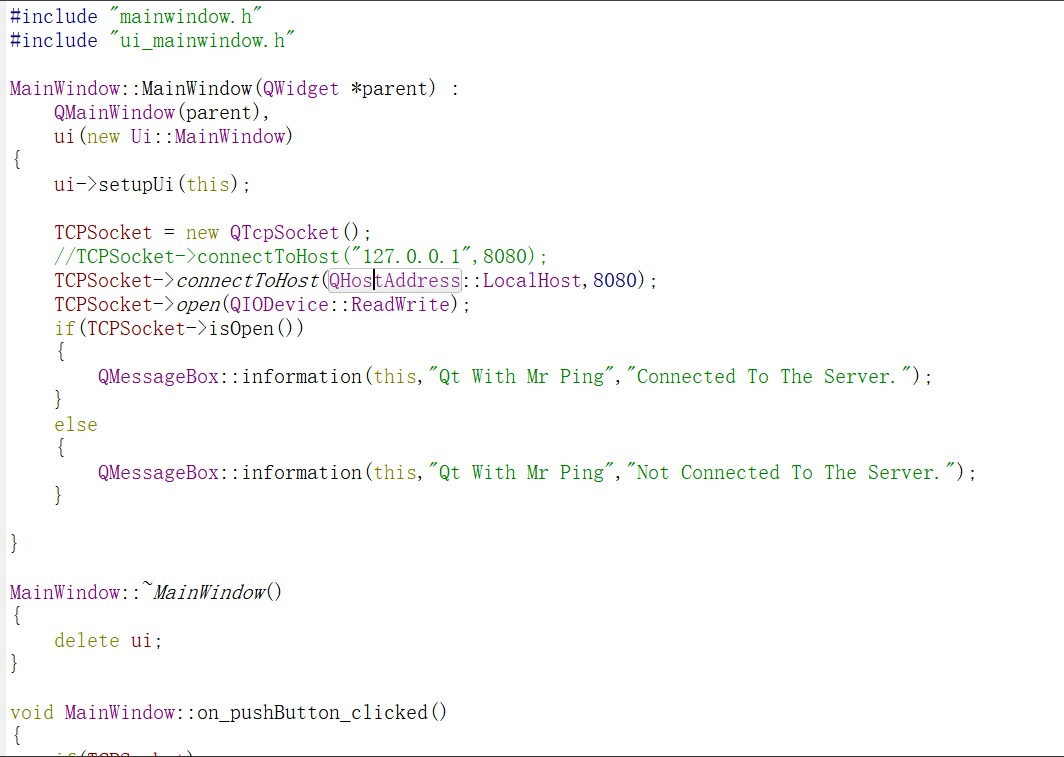 #include "mainwindow.h"
#include "ui_mainwindow.h"
MainWindow::MainWindow(QWidget *parent) :
    QMainWindow(parent),
    ui(new Ui::MainWindow)
{
    ui->setupUi(this);
    TCPSocket = new QTcpSocket();
    //TCPSocket->connectToHost("127.0.0.1",8080);
    TCPSocket->connectToHost(QHostAddress::LocalHost,8080);
    TCPSocket->open(QIODevice::ReadWrite);
    if(TCPSocket->isOpen())
    {
        QMessageBox::information(this,"Qt With Mr Ping","Connected To The Server.");
    }
    else
    {
        QMessageBox::information(this,"Qt With Mr Ping","Not Connected To The Server.");
    }
}
MainWindow::~MainWindow()
{
    delete ui;
}
void MainWindow::on_pushButton_clicked()
{
    if(TCPSocket)